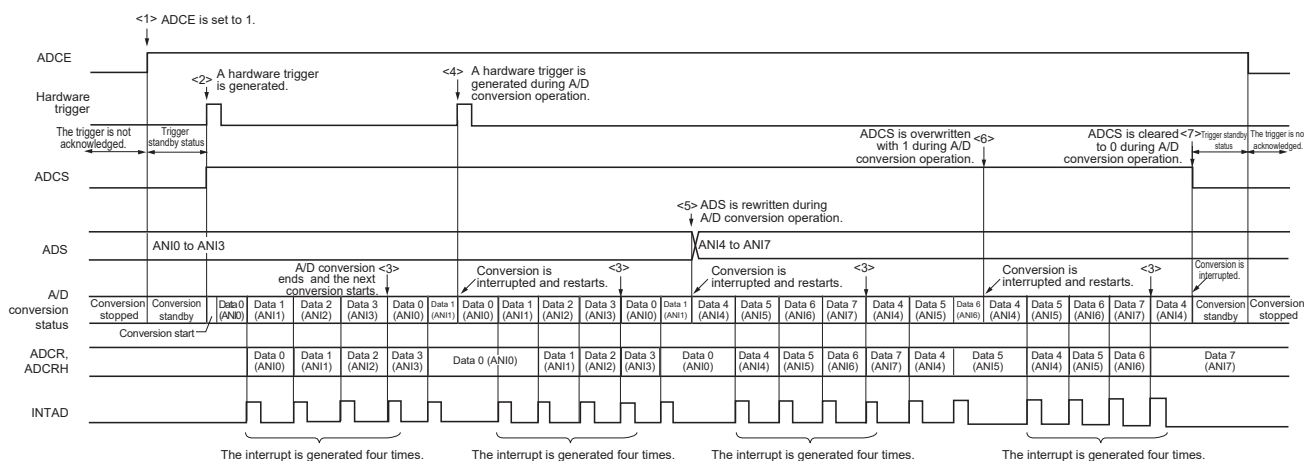 <1> ADCE is set to 1.
ADCE
<2> A hardware trigger
is generated.
<4> A hardware trigger is
generated during A/D
conversion operation.
Hardware
trigger
The trigger is not
acknowledged.
Trigger
standby status
ADCS is overwritten
with 1 during A/D
conversion operation.
<6>
ADCS is cleared
to 0 during A/D
conversion operation.
<7>
Trigger standby
status
The trigger is not
acknowledged.
ADCS
<5> ADS is rewritten during
A/D conversion operation.
ADS
ANI0 to ANI3
ANI4 to ANI7
A/D conversion
ends and the next
conversion starts.
<3>
Conversion is
interrupted and restarts.
<3>
Conversion is
interrupted and restarts.
<3>
Conversion is
interrupted and restarts.
<3>
Conversion is
interrupted.
A/D
conversion
status
Conversion
stopped
Conversion
standby
Conversion start
Data 0
(ANI0)
Data 1
(ANI1)
Data 2
(ANI2)
Data 3
(ANI3)
Data 0
(ANI0)
Data 1
(ANI1)
Data 0
(ANI0)
Data 1
(ANI1)
Data 2
(ANI2)
Data 3
(ANI3)
Data 0
(ANI0)
Data 1
(ANI1)
Data 4
(ANI4)
Data 5
(ANI5)
Data 6
(ANI6)
Data 7
(ANI7)
Data 4
(ANI4)
Data 5
(ANI5)
Data 6
(ANI6)
Data 4
(ANI4)
Data 5
(ANI5)
Data 6
(ANI6)
Data 7
(ANI7)
Data 4
(ANI4)
Conversion
standby
Conversion
stopped
ADCR,
ADCRH
Data 0
(ANI0)
Data 1
(ANI1)
Data 2
(ANI2)
Data 3
(ANI3)
Data 0 (ANI0)
Data 1
(ANI1)
Data 2
(ANI2)
Data 3
(ANI3)
Data 0
(ANI0)
Data 4
(ANI4)
Data 5
(ANI5)
Data 6
(ANI6)
Data 7
(ANI7)
Data 4
(ANI4)
Data 5
(ANI5)
Data 4
(ANI4)
Data 5
(ANI5)
Data 6
(ANI6)
Data 7
(ANI7)
INTAD
The interrupt is generated four times.
The interrupt is generated four times.
The interrupt is generated four times.
The interrupt is generated four times.